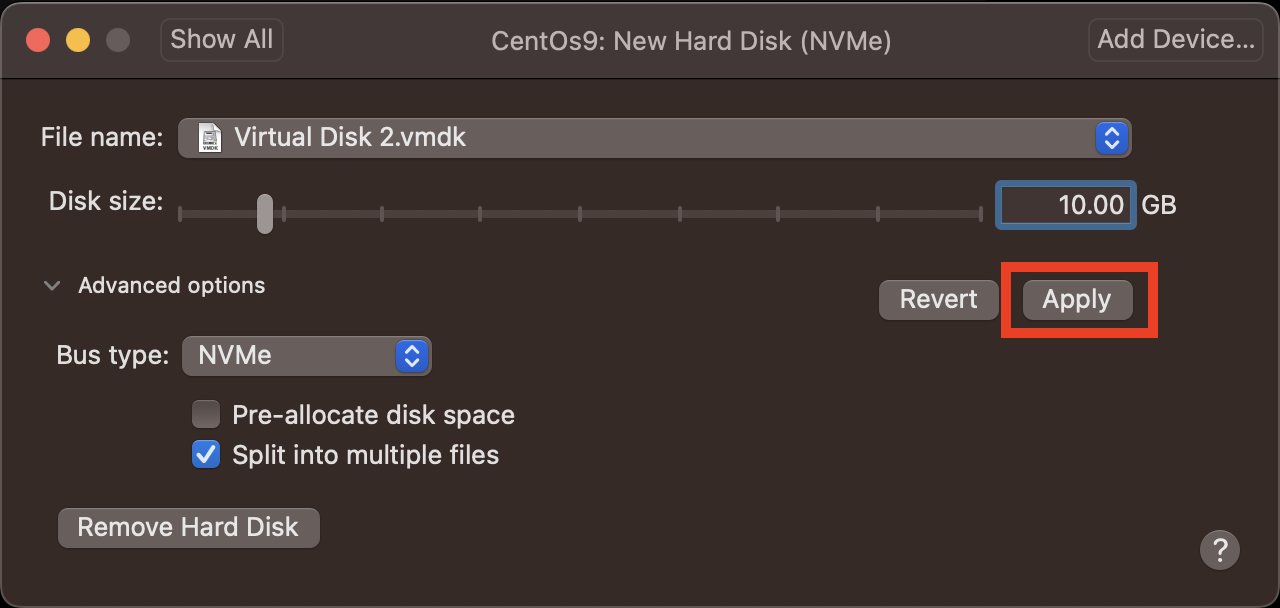 Show All
CentOs9: New Hard Disk (NVMe)
Add Device...
File name:
VMDK
Virtual Disk 2.vmdk
Disk size:
10.00 GB
Advanced options
Revert
Apply
Bus type:
NVMe
Pre-allocate disk space
Split into multiple files
Remove Hard Disk
?